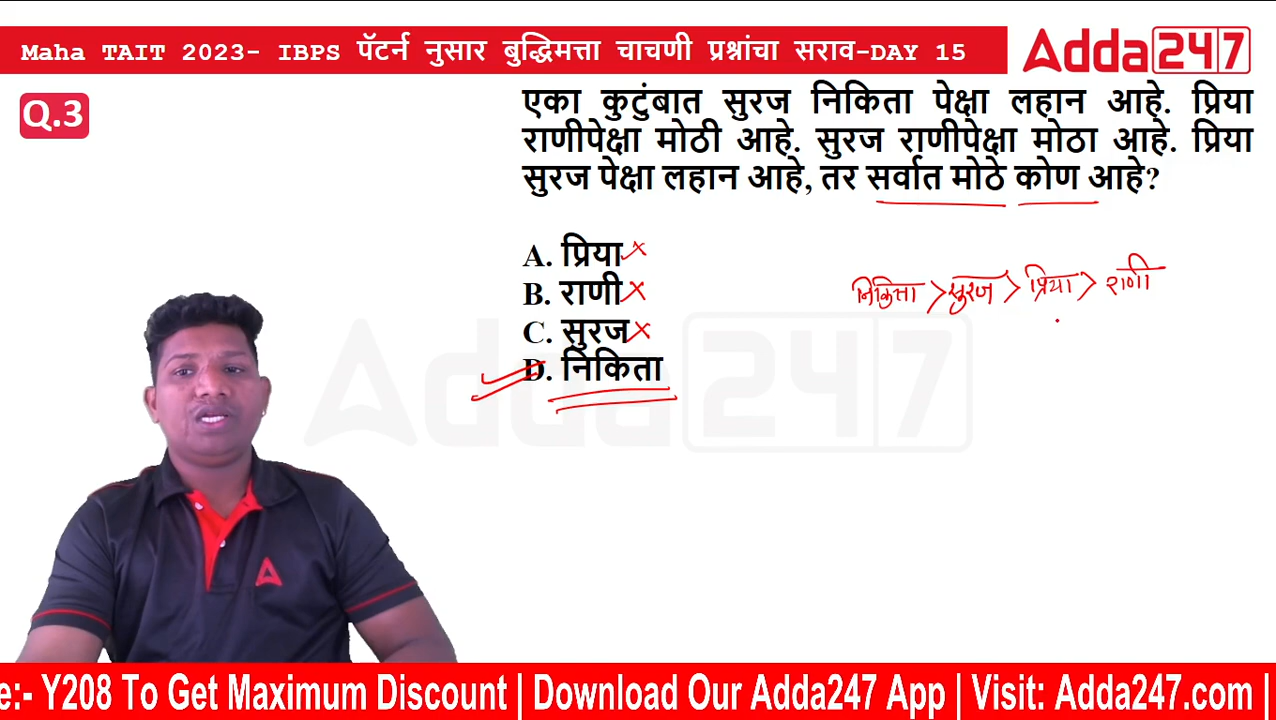 Maha TAIT 2023- IBPS पॅटर्न नुसार बुद्धिमत्ता चाचणी प्रश्नांचा सराव-DAY 15
Adda247
Q.3
एका कुटुंबात सुरज निकिता पेक्षा लहान आहे. प्रिया
राणीपेक्षा मोठी आहे. सुरज राणीपेक्षा मोठा आहे. प्रिया
सुरज पेक्षा लहान आहे, तर सर्वात मोठे कोण आहे?
A. प्रिया
B. राणी
C. सुरज
D. निकिता
निकिता > सुरज > प्रिया > राणी
Adda247
e:- Y208 To Get Maximum Discount | Download Our Adda247 App | Visit: Adda247.com |